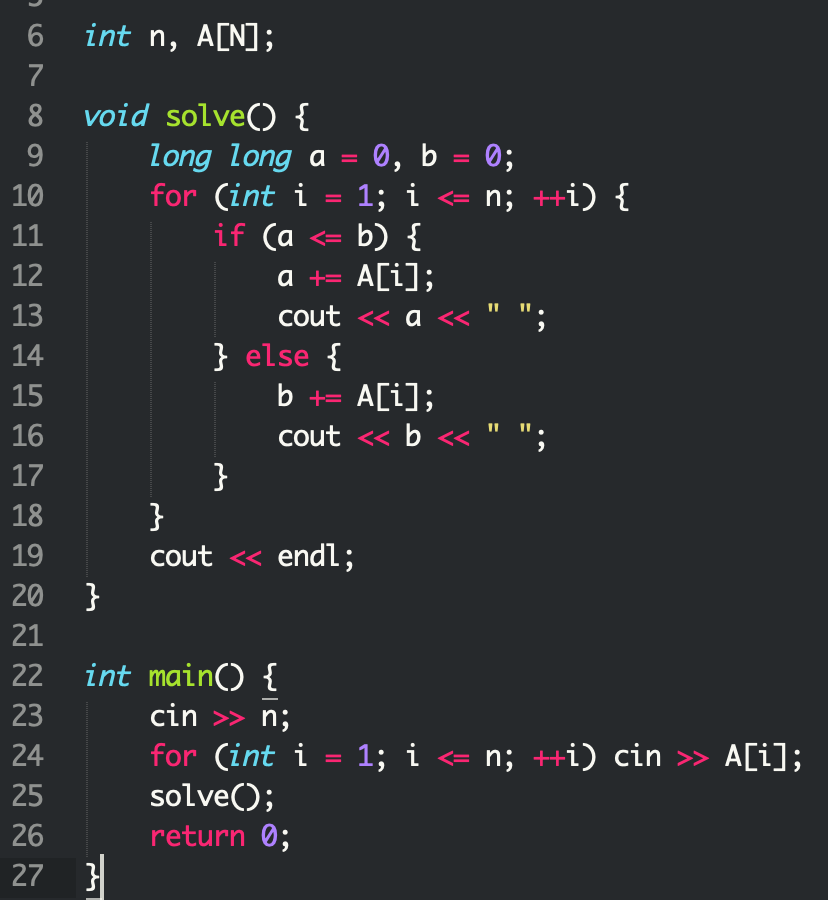 6 int n, A[N];
7
8 void solve() {
9     long long a = 0, b = 0;
10     for (int i = 1; i <= n; ++i) {
11         if (a <= b) {
12             a += A[i];
13             cout << a << " ";
14         } else {
15             b += A[i];
16             cout << b << " ";
17         }
18     }
19     cout << endl;
20 }
21
22 int main() {
23     cin >> n;
24     for (int i = 1; i <= n; ++i) cin >> A[i];
25     solve();
26     return 0;
27 }